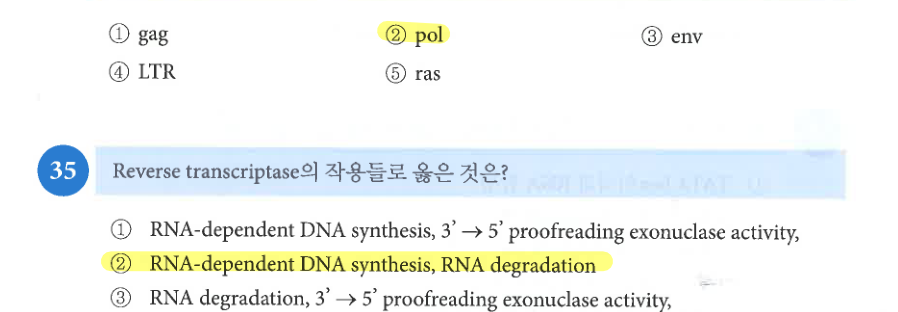 ① gag ② pol ③ env
④ LTR ⑤ ras
35 Reverse transcriptase의 작용들로 옳은 것은?
① RNA-dependent DNA synthesis, 3’ → 5’ proofreading exonuclease activity,
② RNA-dependent DNA synthesis, RNA degradation
③ RNA degradation, 3’ → 5’ proofreading exonuclease activity,